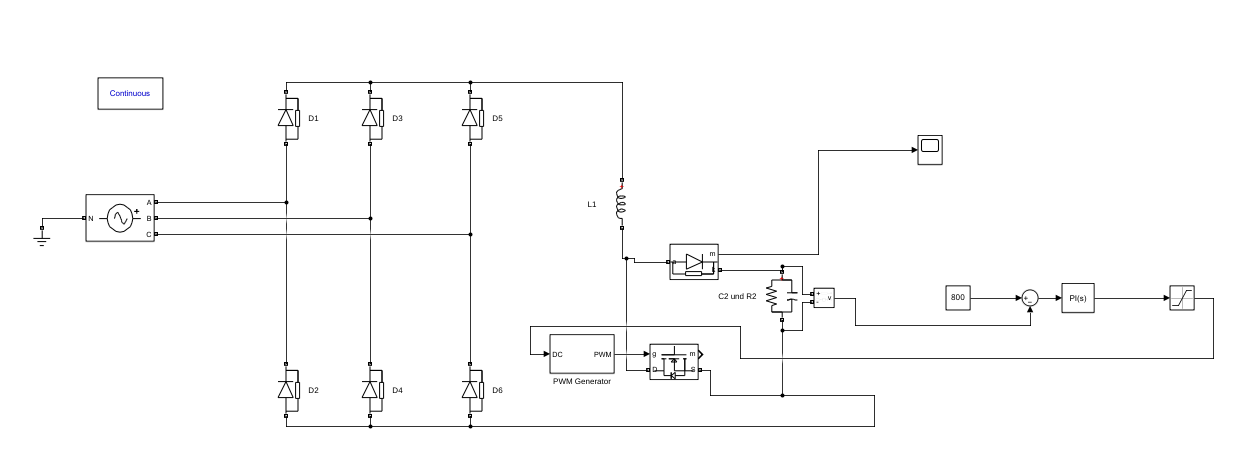 Continuous
D1
D3
D5
A
N
B
C
+
L1
m
a
k
C2 und R2
+
-
v
800
PI(s)
DC
PWM
g
m
D
S
PWM Generator
D2
D4
D6